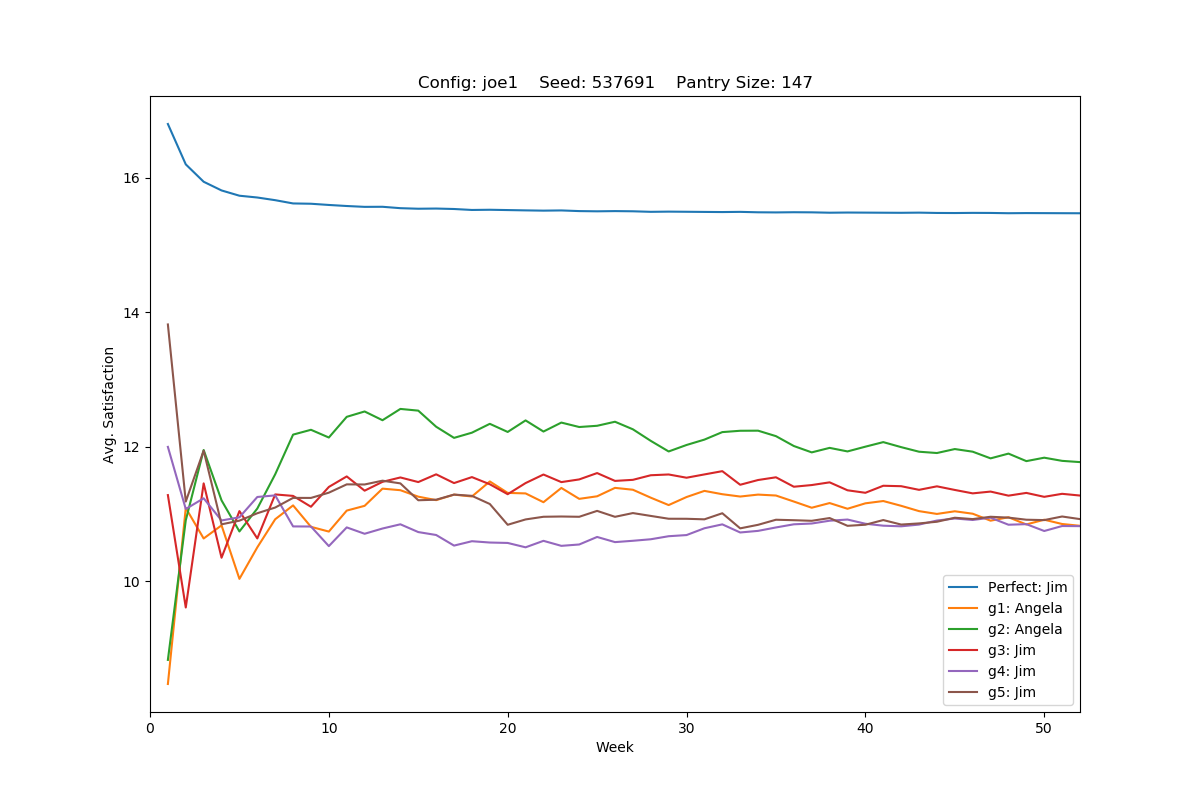 Config: joe1    Seed: 537691    Pantry Size: 147
16
14
12
10
Avg. Satisfaction
Perfect: Jim
g1: Angela
g2: Angela
g3: Jim
g4: Jim
g5: Jim
0 10 20 30 40 50
Week